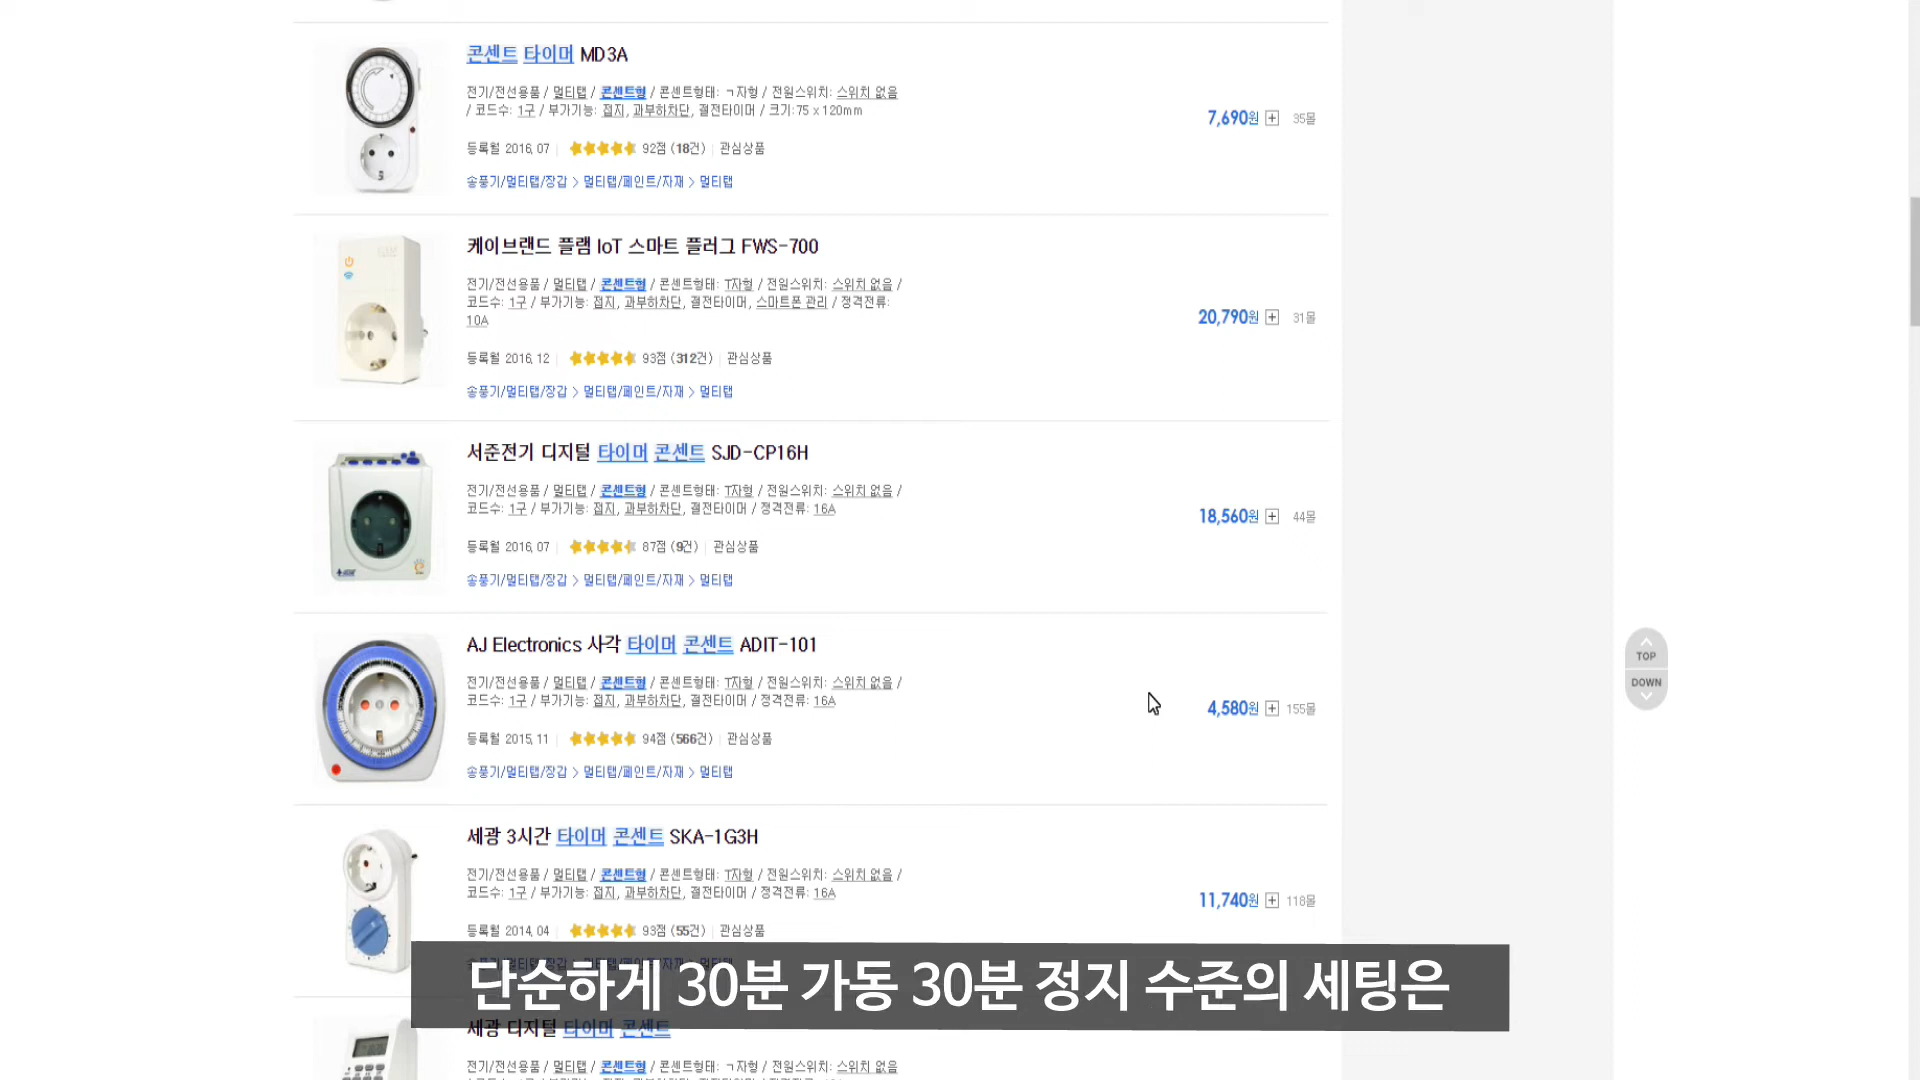 콘센트 타이머 MD3A
전기/전선용품 / 멀티탭 / 콘센트형 / 콘센트형태: ㄱ자형 / 전원스위치: 스위치 없음
/ 코드수: 1구 / 부가기능: 접지, 과부하차단, 절전타이머 / 크기:75 x 120mm
7,690원 35몰
등록월 2016.07 92점 (18건) 관심상품
송풍기/멀티탭/장갑 > 멀티탭/페인트/자재 > 멀티탭
케이브랜드 플램 IoT 스마트 플러그 FWS-700
전기/전선용품 / 멀티탭 / 콘센트형 / 콘센트형태: T자형 / 전원스위치: 스위치 없음 /
코드수: 1구 / 부가기능: 접지, 과부하차단, 절전타이머, 스마트폰 관리 / 정격전류:
10A
20,790원 31몰
등록월 2016.12 93점 (312건) 관심상품
송풍기/멀티탭/장갑 > 멀티탭/페인트/자재 > 멀티탭
서준전기 디지털 타이머 콘센트 SJD-CP16H
전기/전선용품 / 멀티탭 / 콘센트형 / 콘센트형태: T자형 / 전원스위치: 스위치 없음 /
코드수: 1구 / 부가기능: 접지, 과부하차단, 절전타이머 / 정격전류: 16A
18,560원 44몰
등록월 2016.07 87점 (9건) 관심상품
송풍기/멀티탭/장갑 > 멀티탭/페인트/자재 > 멀티탭
AJ Electronics 사각 타이머 콘센트 ADIT-101
전기/전선용품 / 멀티탭 / 콘센트형 / 콘센트형태: T자형 / 전원스위치: 스위치 없음 /
코드수: 1구 / 부가기능: 접지, 과부하차단, 절전타이머 / 정격전류: 16A
4,580원 155몰
등록월 2015.11 94점 (566건) 관심상품
송풍기/멀티탭/장갑 > 멀티탭/페인트/자재 > 멀티탭
TOP
DOWN
세광 3시간 타이머 콘센트 SKA-1G3H
전기/전선용품 / 멀티탭 / 콘센트형 / 콘센트형태: T자형 / 전원스위치: 스위치 없음 /
코드수: 1구 / 부가기능: 접지, 과부하차단, 절전타이머 / 정격전류: 16A
11,740원 118몰
등록월 2014.04 93점 (55건) 관심상품
단순하게 30분 가동 30분 정지 수준의 세팅은
세광 디지털 타이머 콘센트
전기/전선용품 / 멀티탭 / 콘센트형 / 콘센트형태: ㄱ자형 / 전원스위치: 스위치 없음